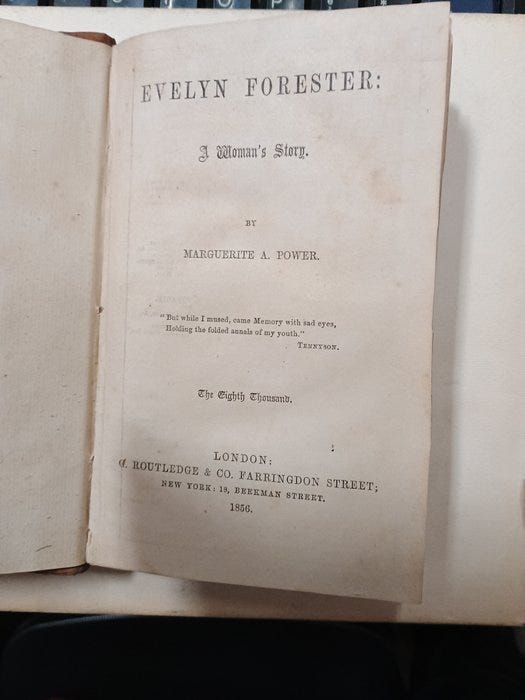 EVELYN FORESTER:
A Woman's Story.
BY
MARGUERITE A. POWER.
"But while I mused, came Memory with sad eyes,
Holding the folded annals of my youth."
TENNYSON.
The Eighth Thousand.
LONDON:
G. ROUTLEDGE & CO. FARRINGDON STREET;
NEW YORK: 18, BEEKMAN STREET.
1856.